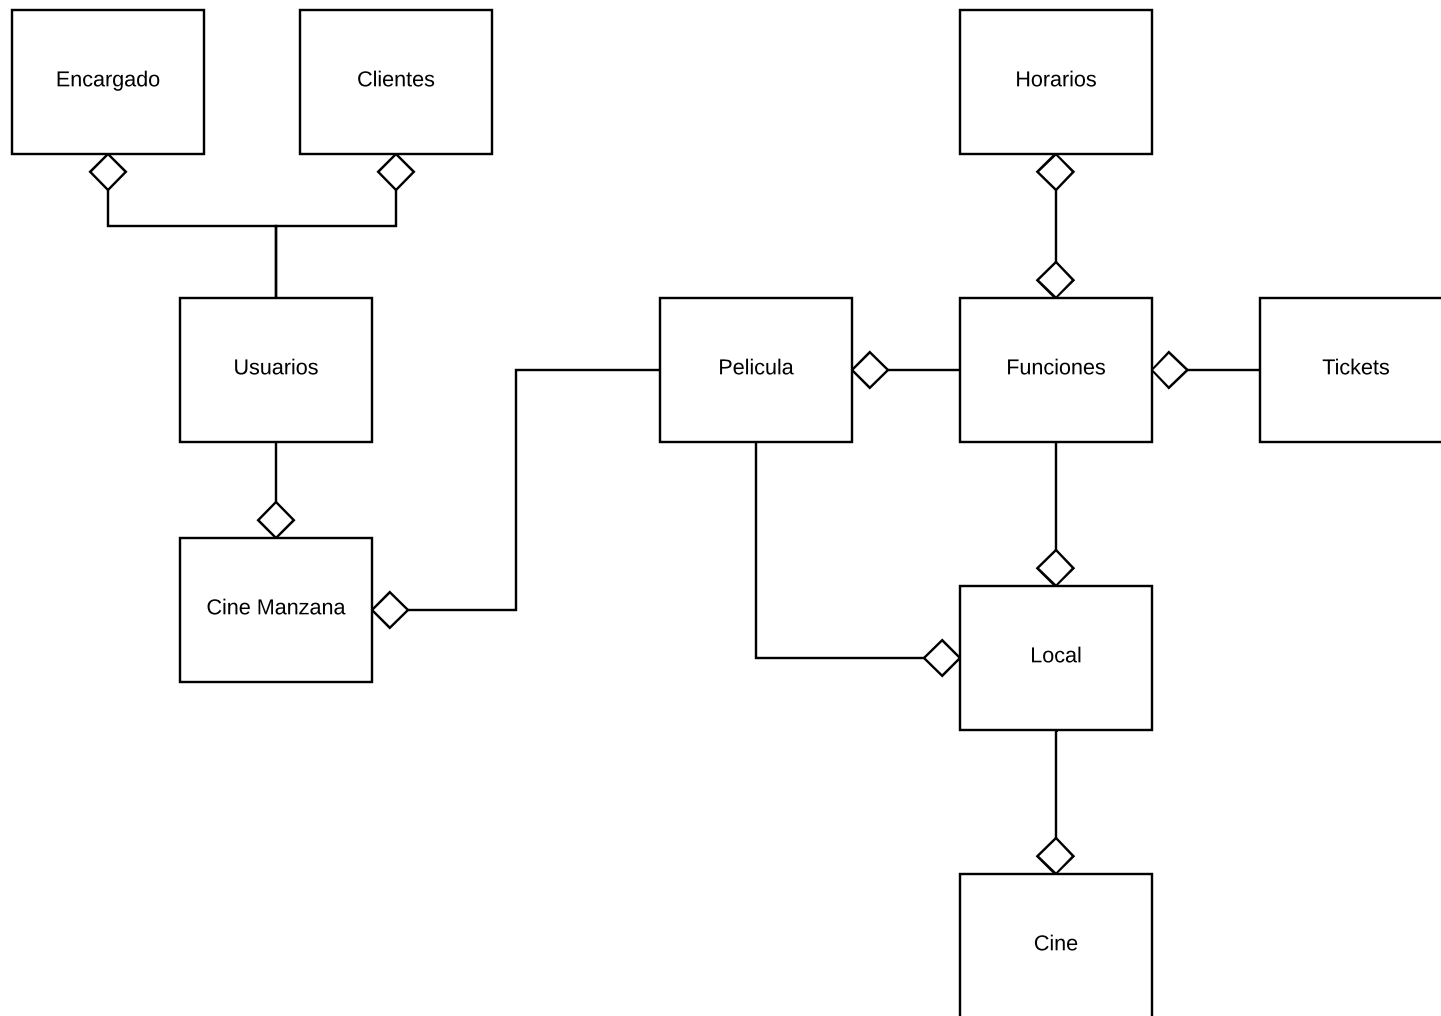 Encargado
Clientes
Horarios
Usuarios
Pelicula
Funciones
Tickets
Cine Manzana
Local
Cine